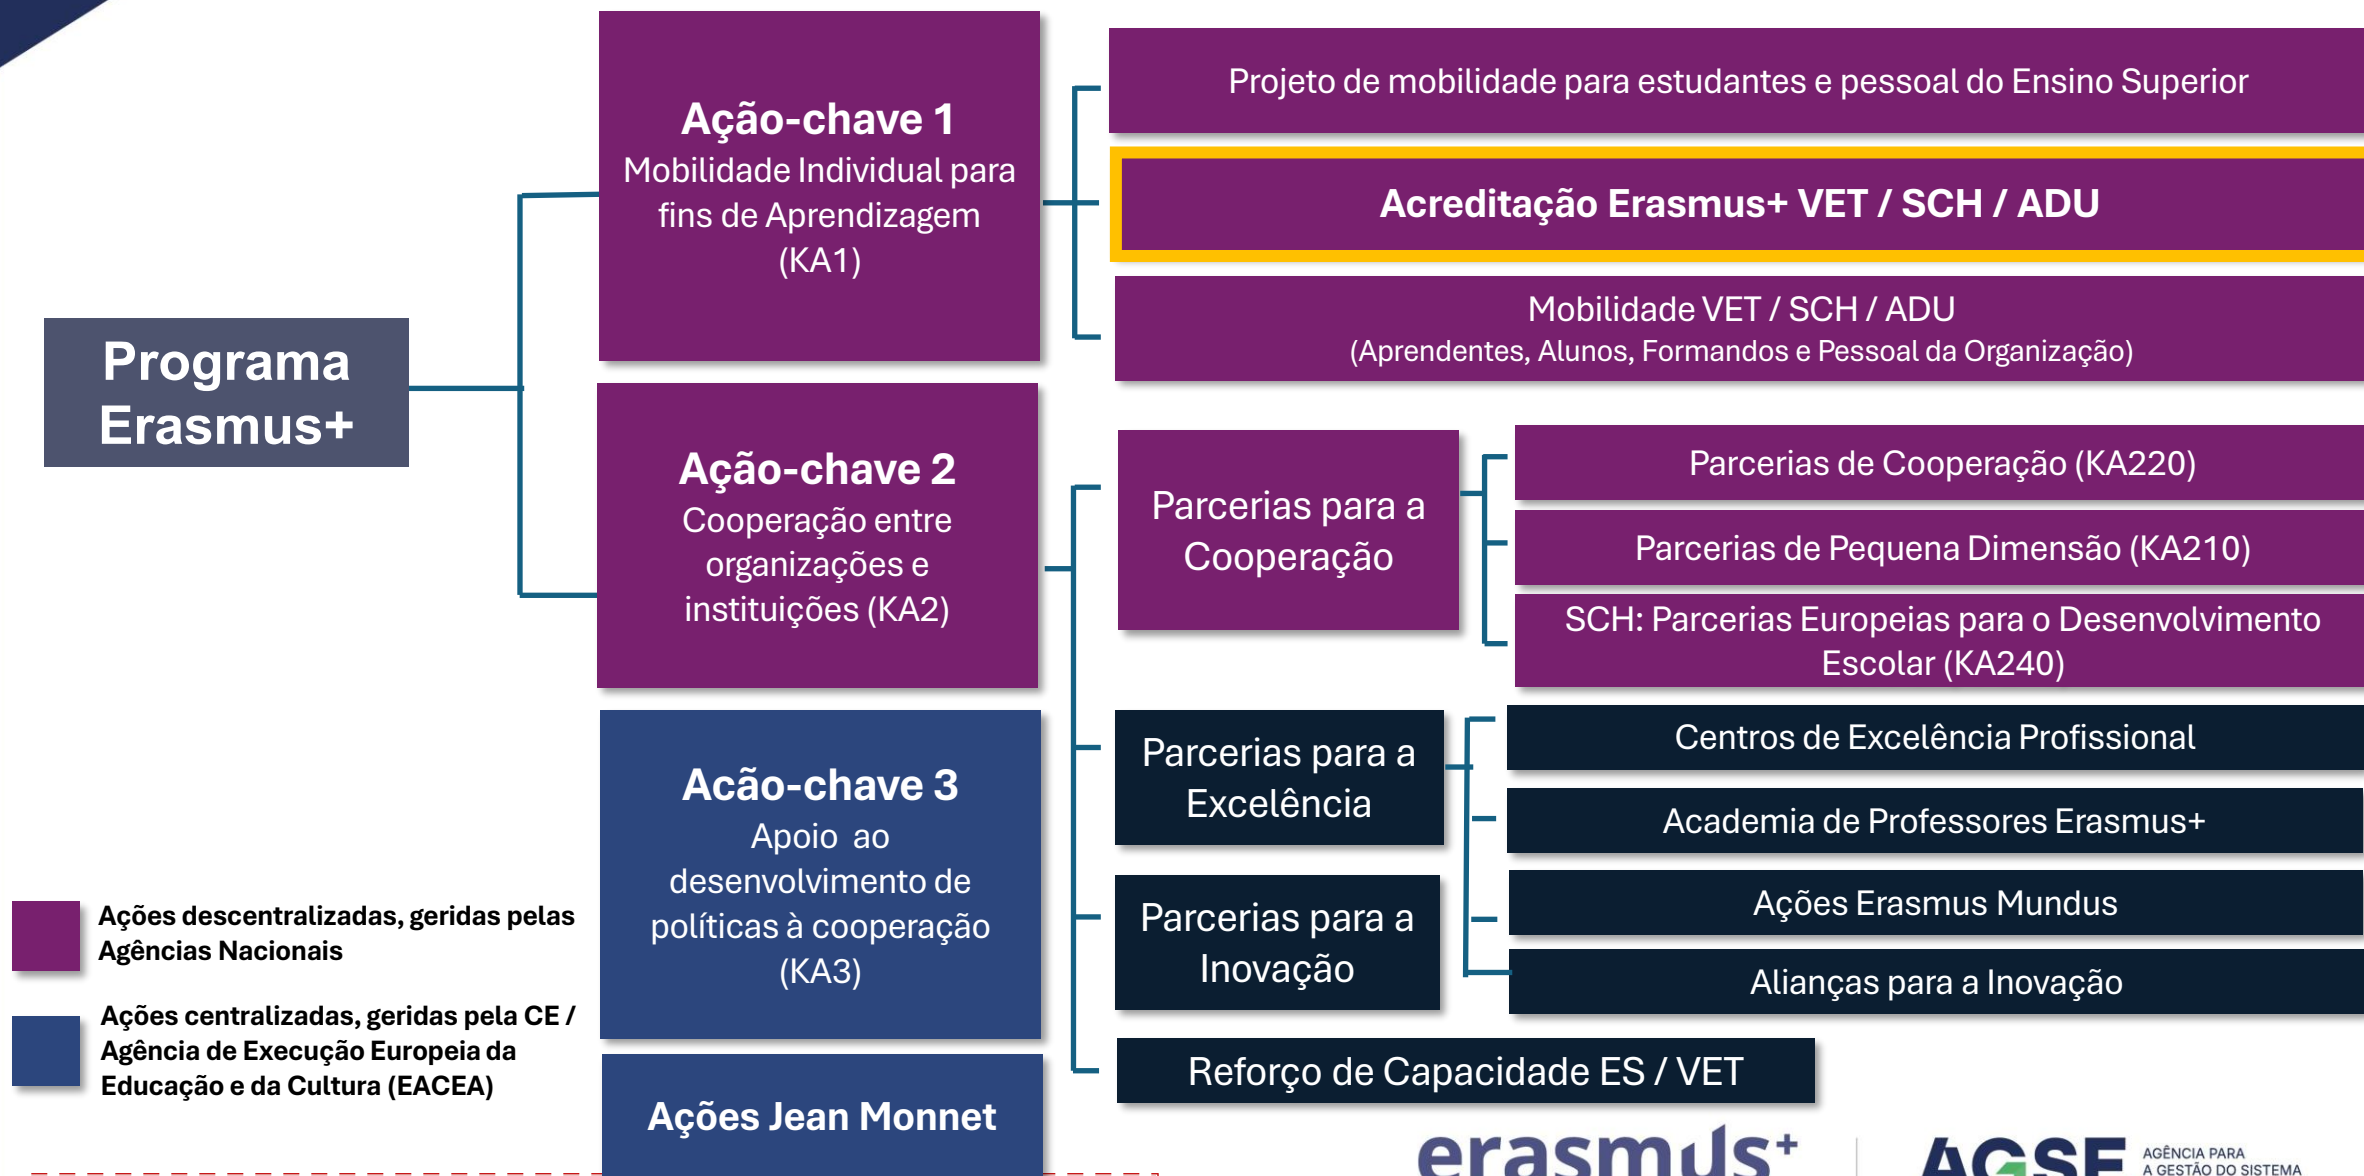 Programa
Erasmus+
Ação-chave 1
Mobilidade Individual para
fins de Aprendizagem
(KA1)
Projeto de mobilidade para estudantes e pessoal do Ensino Superior
Acreditação Erasmus+ VET / SCH / ADU
Mobilidade VET / SCH / ADU
(Aprendentes, Alunos, Formandos e Pessoal da Organização)
Ação-chave 2
Cooperação entre
organizações e
instituições (KA2)
Parcerias para a
Cooperação
Parcerias de Cooperação (KA220)
Parcerias de Pequena Dimensão (KA210)
SCH: Parcerias Europeias para o Desenvolvimento
Escolar (KA240)
Parcerias para a
Excelência
Centros de Excelência Profissional
Academia de Professores Erasmus+
Ações Erasmus Mundus
Alianças para a Inovação
Parcerias para a
Inovação
Reforço de Capacidade ES / VET
Acão-chave 3
Apoio ao
desenvolvimento de
políticas à cooperação
(KA3)
Ações Jean Monnet
Ações descentralizadas, geridas pelas
Agências Nacionais
Ações centralizadas, geridas pela CE /
Agência de Execução Europeia da
Educação e da Cultura (EACEA)
erasmus+
AGSE
AGÊNCIA PARA
A GESTÃO DO SISTEMA